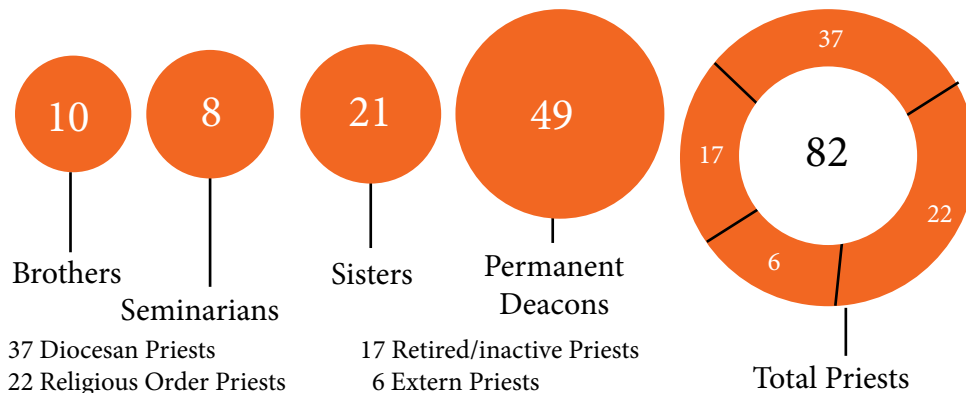 10
8
21
49
37
17
82
22
6
Brothers
Seminarians
Sisters
Permanent
Deacons
37 Diocesan Priests
22 Religious Order Priests
17 Retired/inactive Priests
6 Extern Priests
Total Priests